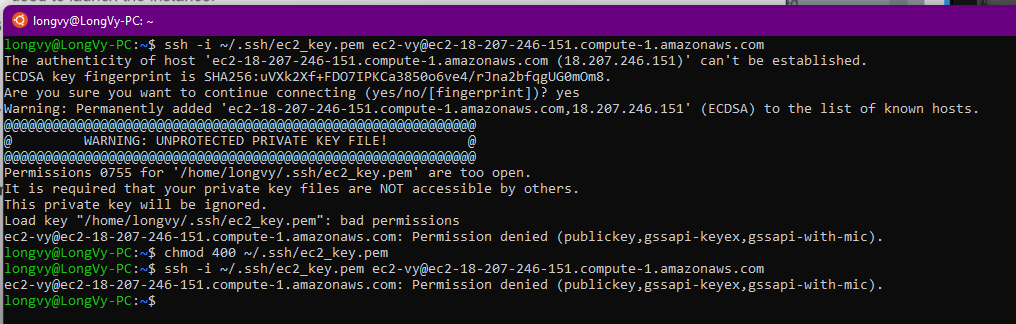 used to launch the instance.
longvy@LongVy-PC: ~
longvy@LongVy-PC:~$ ssh -i ~/.ssh/ec2_key.pem ec2-vy@ec2-18-207-246-151.compute-1.amazonaws.com
The authenticity of host 'ec2-18-207-246-151.compute-1.amazonaws.com (18.207.246.151)' can't be established.
ECDSA key fingerprint is SHA256:uVXk2Xf+FDO7IPKCa3850o6ve4/rJna2bfqgUG0mOm8.
Are you sure you want to continue connecting (yes/no/[fingerprint])? yes
Warning: Permanently added 'ec2-18-207-246-151.compute-1.amazonaws.com,18.207.246.151' (ECDSA) to the list of known hosts.
@@@@@@@@@@@@@@@@@@@@@@@@@@@@@@@@@@@@@@@@@@@@@@@@@@@@@@@@@@@
@         WARNING: UNPROTECTED PRIVATE KEY FILE!          @
@@@@@@@@@@@@@@@@@@@@@@@@@@@@@@@@@@@@@@@@@@@@@@@@@@@@@@@@@@@
Permissions 0755 for '/home/longvy/.ssh/ec2_key.pem' are too open.
It is required that your private key files are NOT accessible by others.
This private key will be ignored.
Load key "/home/longvy/.ssh/ec2_key.pem": bad permissions
ec2-vy@ec2-18-207-246-151.compute-1.amazonaws.com: Permission denied (publickey,gssapi-keyex,gssapi-with-mic).
longvy@LongVy-PC:~$ chmod 400 ~/.ssh/ec2_key.pem
longvy@LongVy-PC:~$ ssh -i ~/.ssh/ec2_key.pem ec2-vy@ec2-18-207-246-151.compute-1.amazonaws.com
ec2-vy@ec2-18-207-246-151.compute-1.amazonaws.com: Permission denied (publickey,gssapi-keyex,gssapi-with-mic).
longvy@LongVy-PC:~$